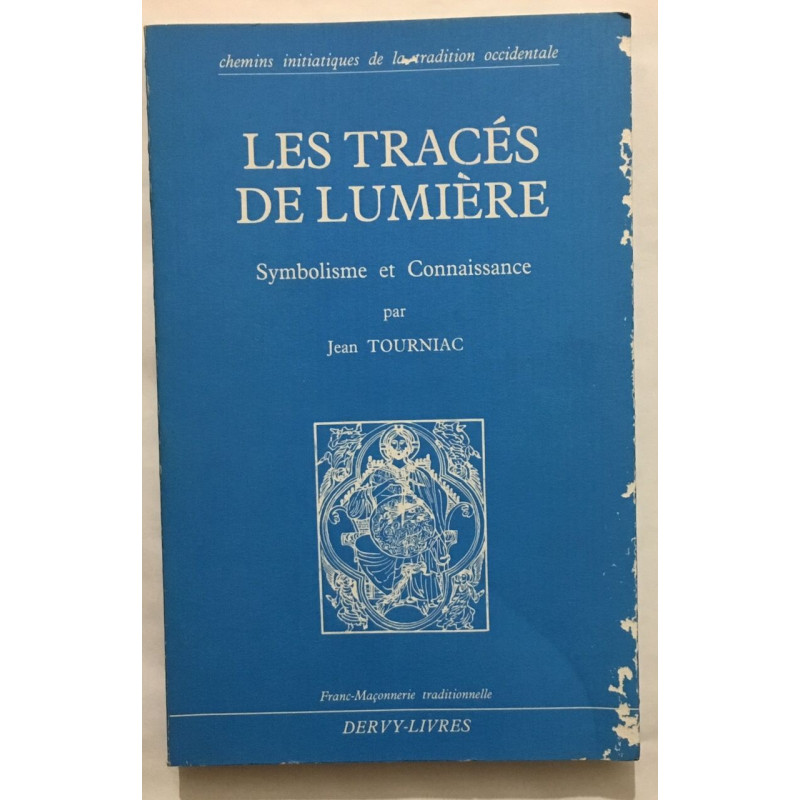 chemins initiatiques de la tradition occidentale
LES TRACÉS
DE LUMIÈRE
Symbolisme et Connaissance
par
Jean TOURNIAC
Franc-Maçonnerie traditionnelle
DERVY-LIVRES